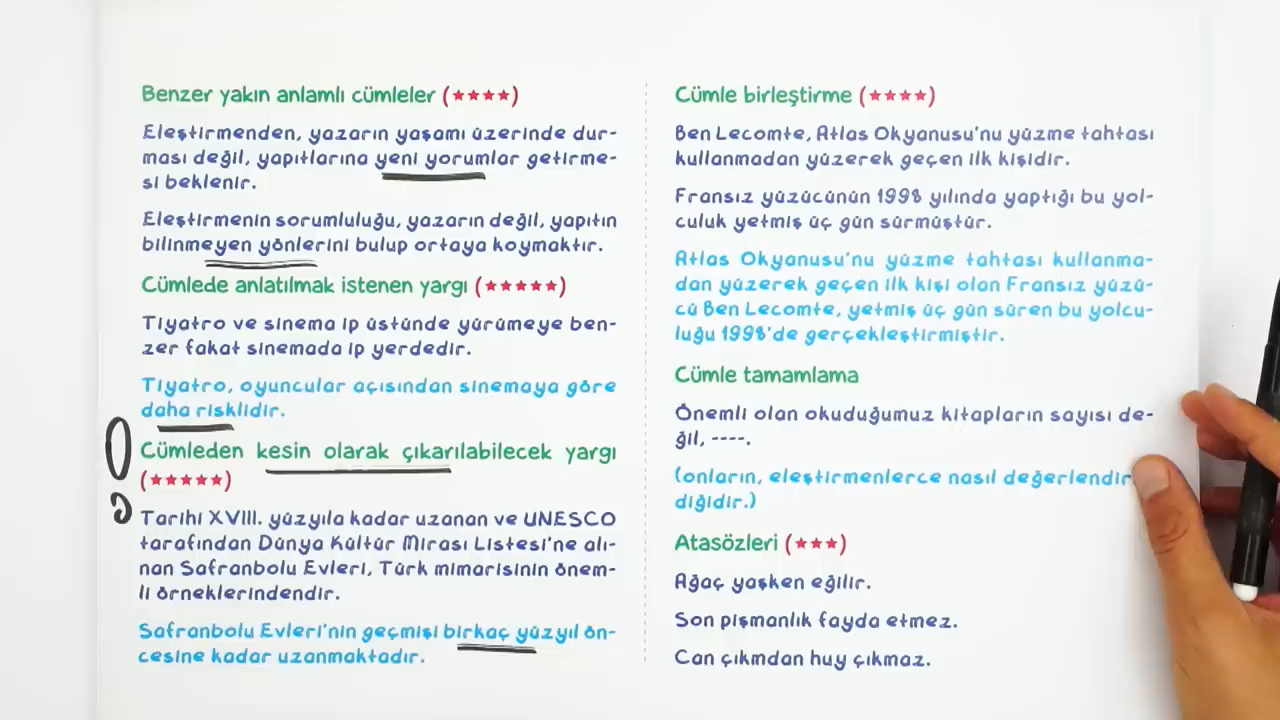 Benzer yakın anlamlı cümleler (★★★★)
Eleştirmenden, yazarın yaşamı üzerinde dur-
ması değil, yapıtlarına yeni yorumlar getirme-
si beklenir.
Eleştirmenin sorumluluğu, yazarın değil, yapıtın
bilinmeyen yönlerini bulup ortaya koymaktır.
Cümlede anlatılmak istenen yargı (★★★★★)
Tiyatro ve sinema ip üstünde yürümeye ben-
zer fakat sinemada ip yerdedir.
Tiyatro, oyuncular açısından sinemaya göre
daha risklidir.
Cümleden kesin olarak çıkarılabilecek yargı
(★★★★★)
Tarihi XVIII. yüzyıla kadar uzanan ve UNESCO
tarafından Dünya Kültür Mirası Listesi'ne alı-
nan Safranbolu Evleri, Türk mimarisinin önem-
li örneklerindendir.
Safranbolu Evleri'nin geçmişi birkaç yüzyıl ön-
cesine kadar uzanmaktadır.
Cümle birleştirme (★★★★)
Ben Lecomte, Atlas Okyanusu'nu yüzme tahtası
kullanmadan yüzerek geçen ilk kişidir.
Fransız yüzücünün 1998 yılında yaptığı bu yol-
culuk yetmiş üç gün sürmüştür.
Atlas Okyanusu'nu yüzme tahtası kullanma-
dan yüzerek geçen ilk kişi olan Fransız yüzü-
cü Ben Lecomte, yetmiş üç gün süren bu yolcu-
luğu 1998'de gerçekleştirmiştir.
Cümle tamamlama
Önemli olan okuduğumuz kitapların sayısı de-
ğil, ----.
(onların, eleştirmenlerce nasıl değerlendir
diğidir.)
Atasözleri (★★★)
Ağaç yaşken eğilir.
Son pişmanlık fayda etmez.
Can çıkmdan huy çıkmaz.